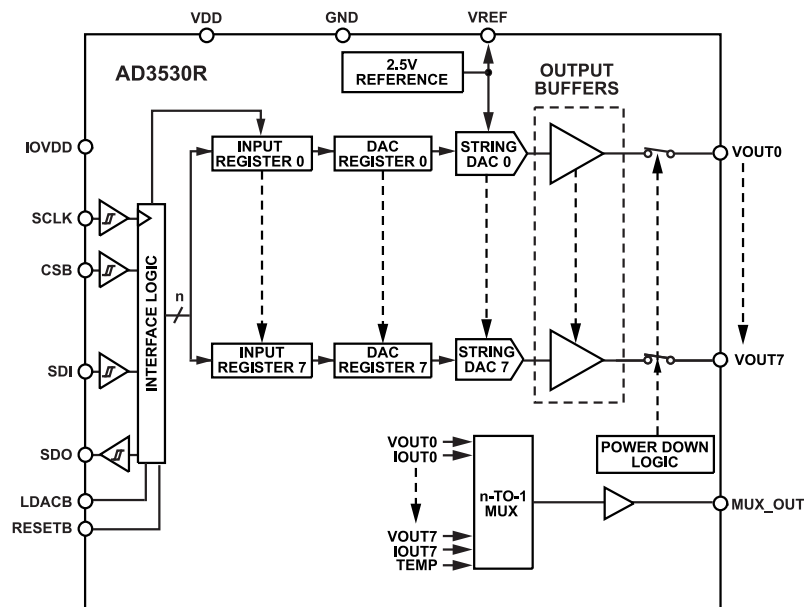 VDD
GND
VREF
AD3530R
2.5V
REFERENCE
OUTPUT
BUFFERS
IOVDD
INPUT
REGISTER 0
DAC
REGISTER 0
STRING
DAC 0
VOUT0
SCLK
CSB
INTERFACE LOGIC
n
INPUT
REGISTER 7
DAC
REGISTER 7
STRING
DAC 7
VOUT7
SDI
SDO
LDACB
RESETB
POWER DOWN
LOGIC
VOUT0
IOUT0
n-TO-1
MUX
VOUT7
IOUT7
TEMP
MUX_OUT